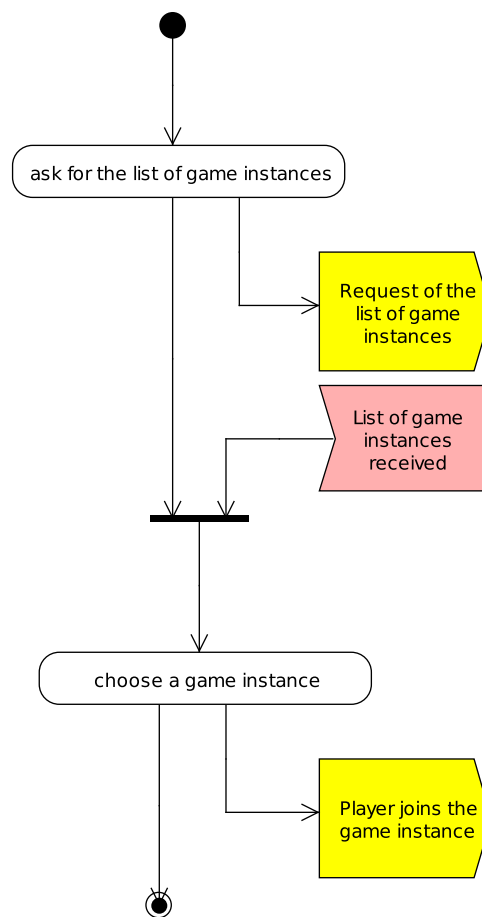 ask for the list of game instances
Request of the
list of game
instances
List of game
instances
received
choose a game instance
Player joins the
game instance